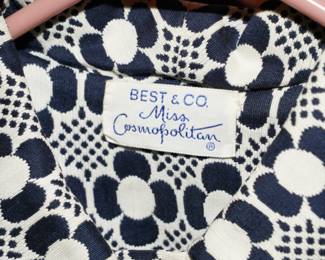 BEST & CO.
Miss
Cosmopolitan
®